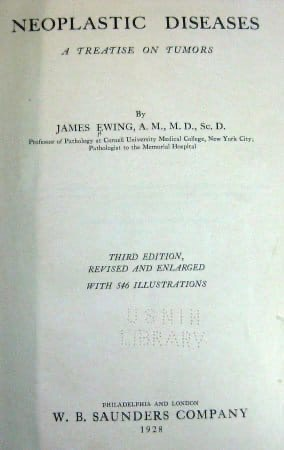 NEOPLASTIC DISEASES
A TREATISE ON TUMORS
By
JAMES EWING, A. M., M. D., Sc. D.
Professor of Pathology at Cornell University Medical College, New York City;
Pathologist to the Memorial Hospital
THIRD EDITION,
REVISED AND ENLARGED
WITH 546 ILLUSTRATIONS
USNIH
LIBRARY
PHILADELPHIA AND LONDON
W. B. SAUNDERS COMPANY
1928